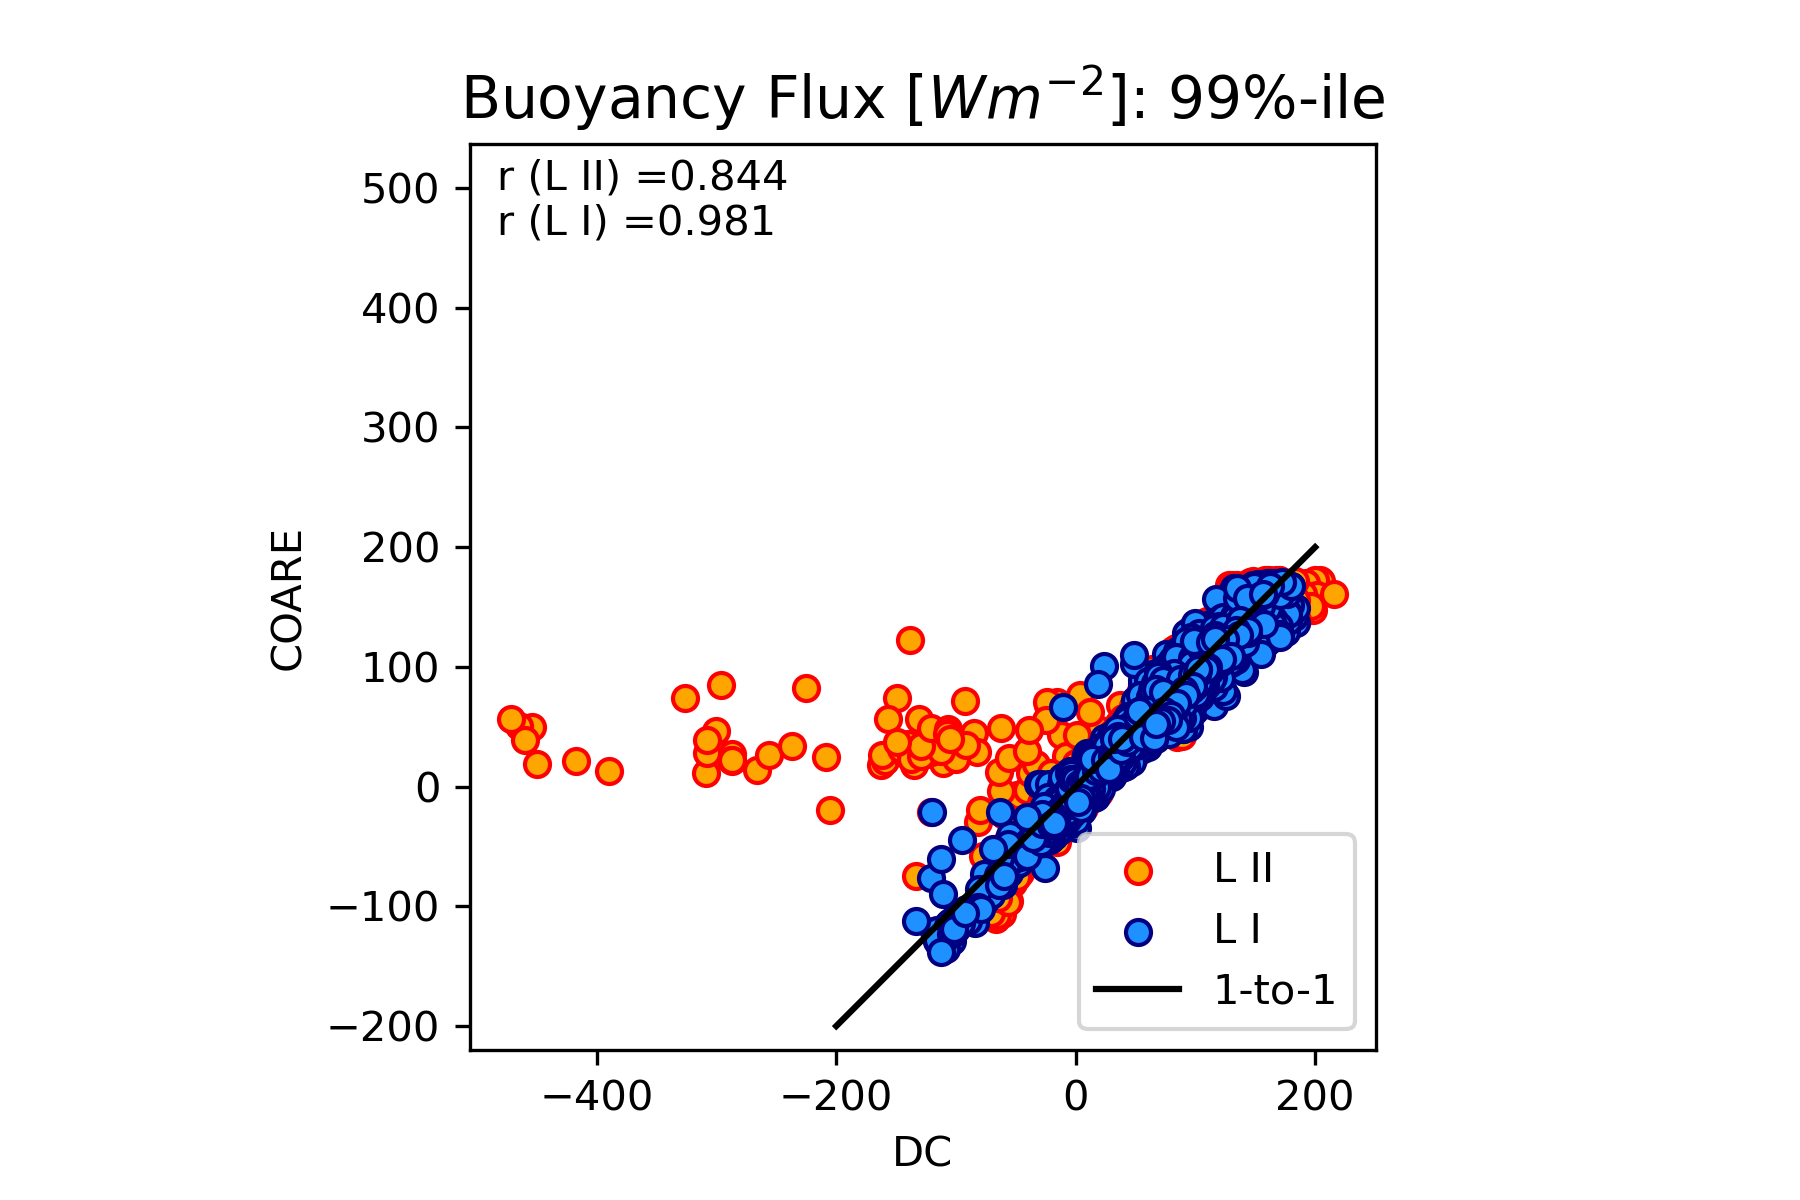 Buoyancy Flux [Wm⁻²]: 99%-ile
r (L II) =0.844
r (L I) =0.981
500
400
300
200
100
0
−100
−200
COARE
L II
L I
1-to-1
−400
−200
0
200
DC